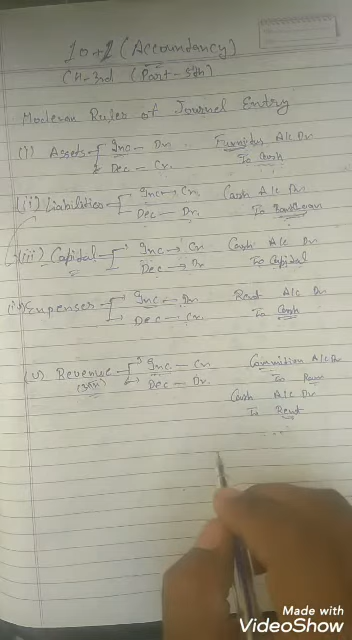 10+2 (Accountancy)
CH-3rd (Part-5th)
Modern Rules of Journal Entry
(i) Assets Inc - Dr. Furniture A/c Dr
Dec - Cr. To Cash
(ii) Liabilities Inc → Cr. Cash A/c Dr
Dec - Dr. To Bank Loan
(iii) Capital Inc → Cr Cash A/c Dr
Dec → Dr To Capital
(iv) Expenses Inc - Dr. Rent A/c Dr
Dec - Cr. To Cash
(v) Revenue Inc - Cr. A/c Dr
Dec - Dr. To
Cash A/c Dr
To Rent
Made with
VideoShow